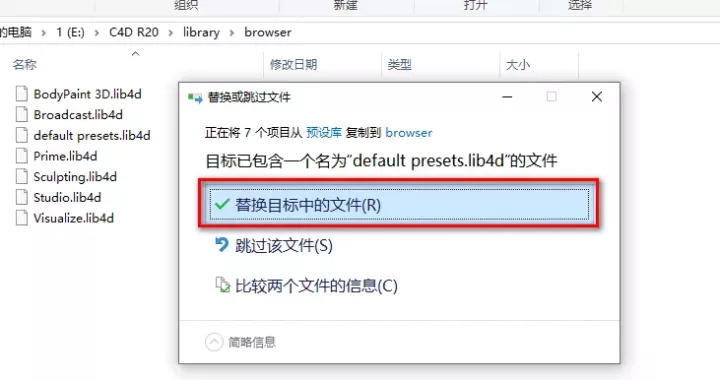 组织 新建 打开 选择
的电脑 › 1 (E:) › C4D R20 › library › browser
名称 修改日期 类型 大小
BodyPaint 3D.lib4d
Broadcast.lib4d
default presets.lib4d
Prime.lib4d
Sculpting.lib4d
Studio.lib4d
Visualize.lib4d
替换或跳过文件
正在将 7 个项目从 预设库 复制到 browser
目标已包含一个名为"default presets.lib4d"的文件
替换目标中的文件(R)
跳过该文件(S)
比较两个文件的信息(C)
简略信息